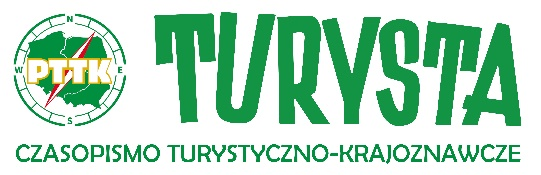 N
W E
S
PTTK
TURYSTA
CZASOPISMO TURYSTYCZNO-KRAJOZNAWCZE